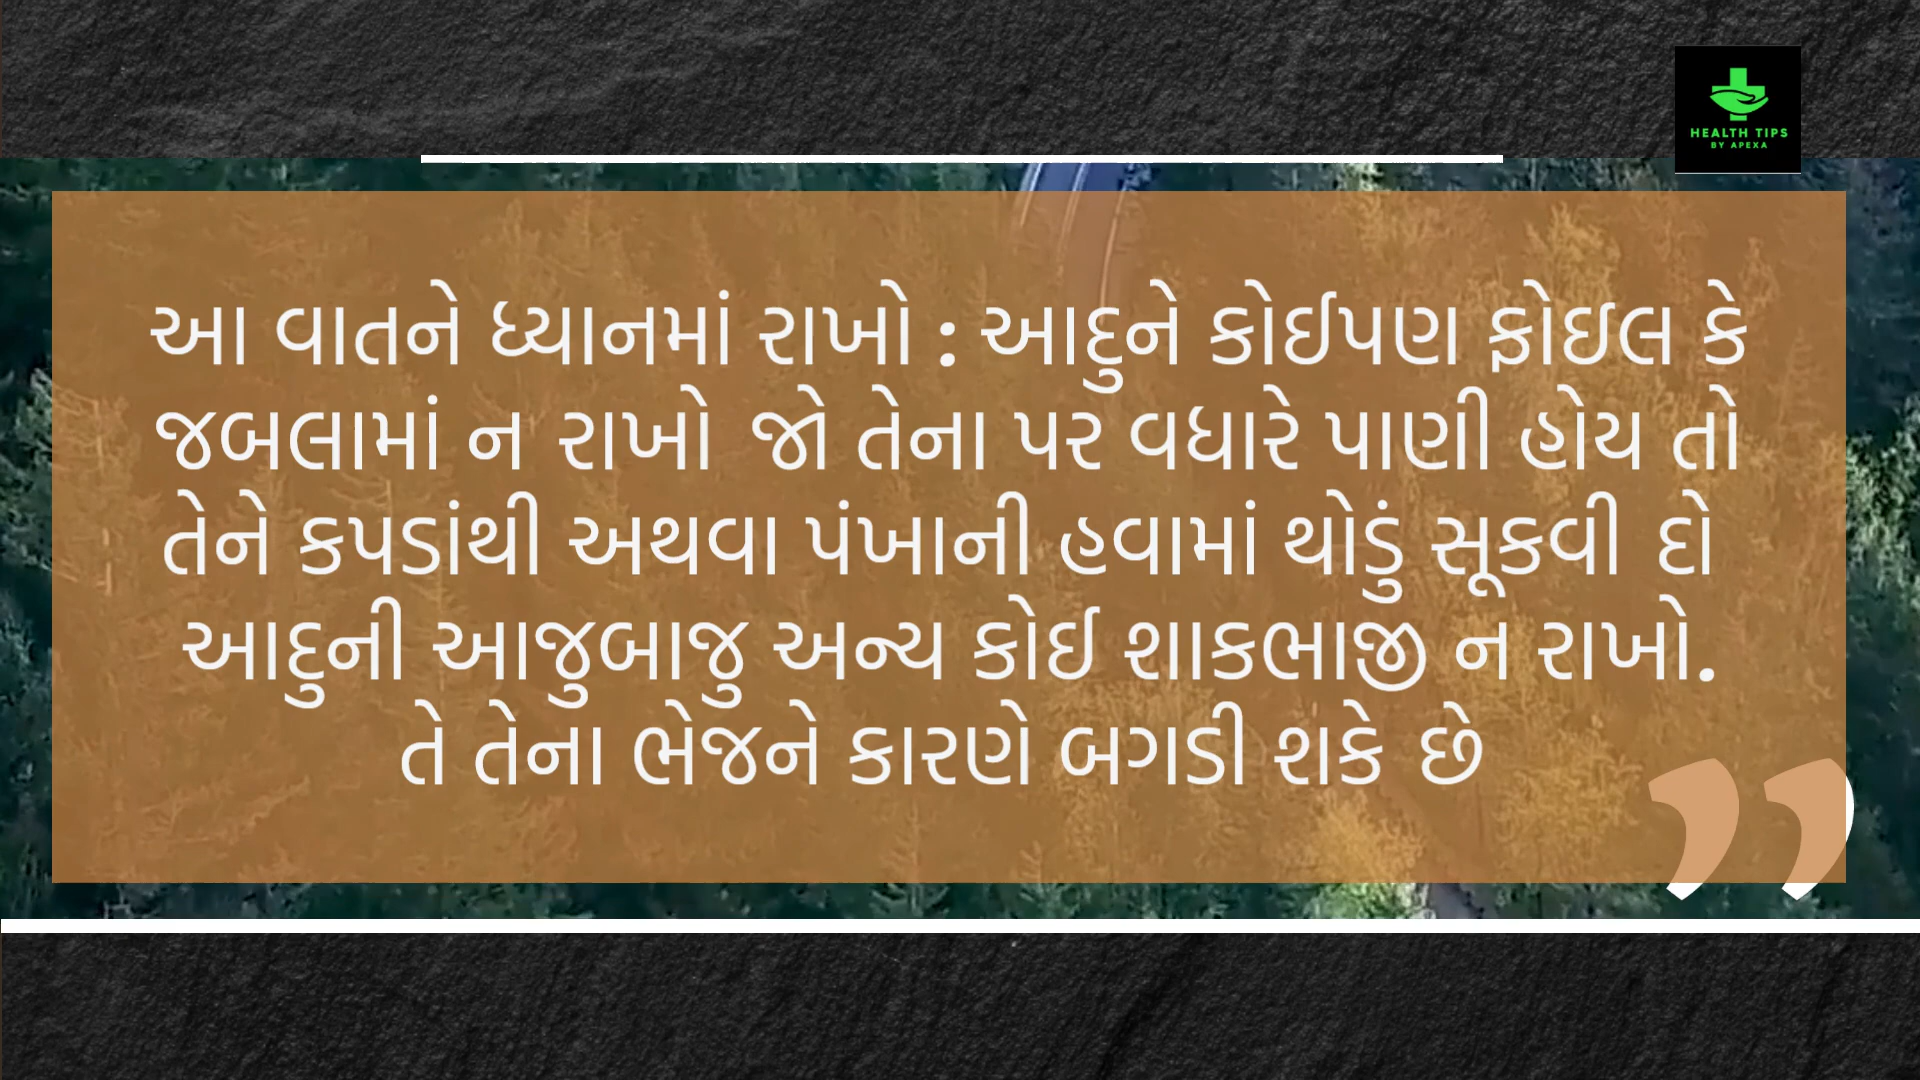 HEALTH TIPS
BY APEXA
આ વાતને ધ્યાનમાં રાખો : આદુને કોઈપણ ફોઇલ કે
જબલામાં ન રાખો જો તેના પર વધારે પાણી હોય તો
તેને કપડાંથી અથવા પંખાની હવામાં થોડું સૂકવી દો
આદુની આજુબાજુ અન્ય કોઈ શાકભાજી ન રાખો.
તે તેના ભેજને કારણે બગડી શકે છે
”